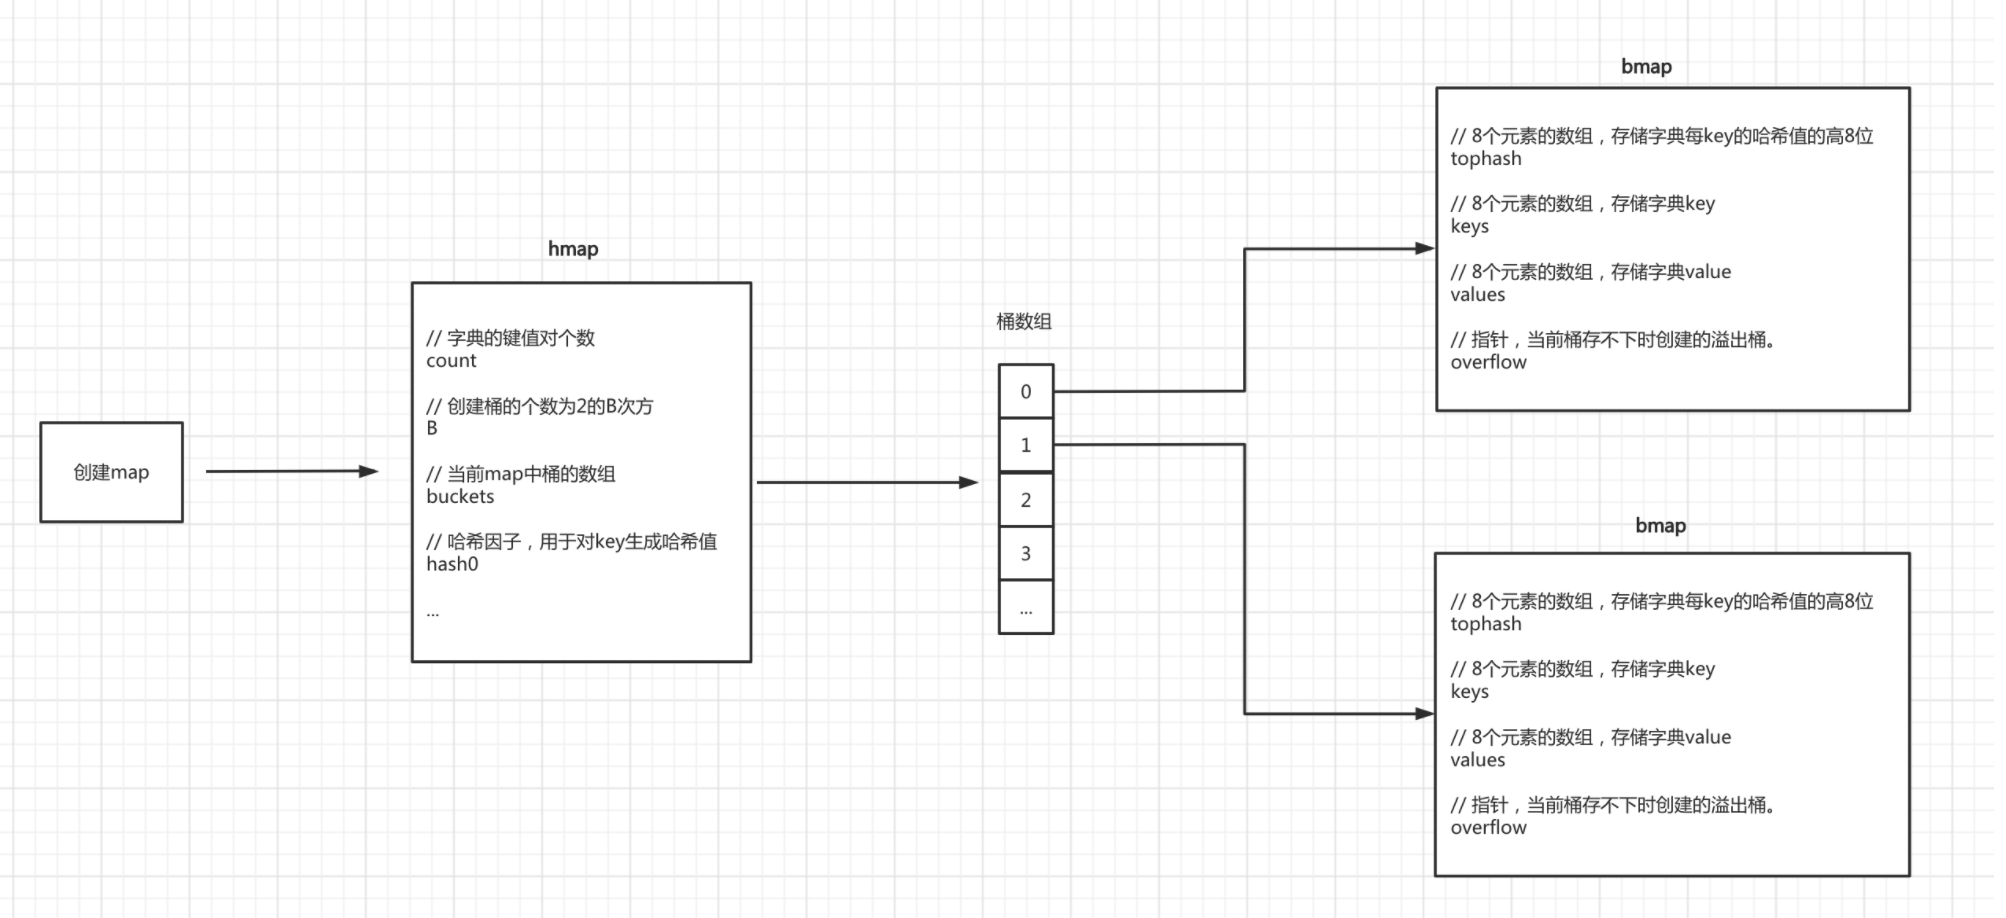 创建map
hmap
// 字典的键值对个数
count
// 创建桶的个数为2的B次方
B
// 当前map中桶的数组
buckets
// 哈希因子，用于对key生成哈希值
hash0
...
桶数组
0
1
2
3
...
bmap
// 8个元素的数组，存储字典每key的哈希值的高8位
tophash
// 8个元素的数组，存储字典key
keys
// 8个元素的数组，存储字典value
values
// 指针，当前桶存不下时创建的溢出桶。
overflow
bmap
// 8个元素的数组，存储字典每key的哈希值的高8位
tophash
// 8个元素的数组，存储字典key
keys
// 8个元素的数组，存储字典value
values
// 指针，当前桶存不下时创建的溢出桶。
overflow